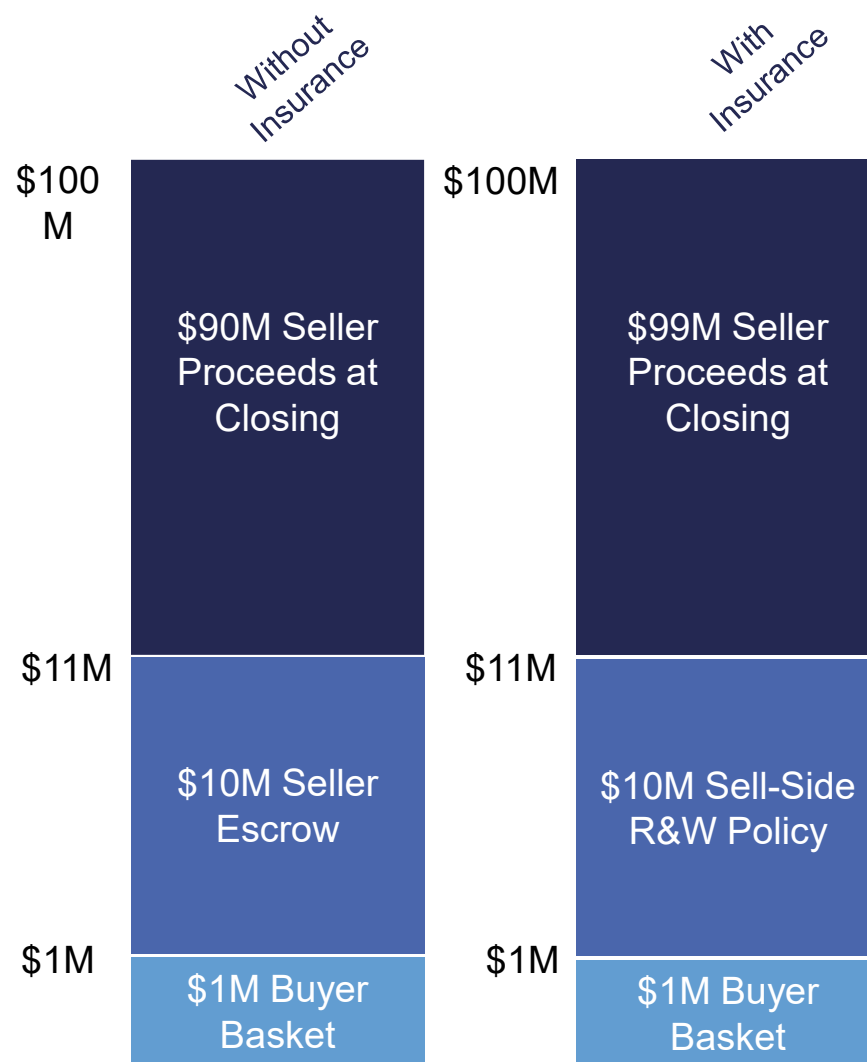 Without
Insurance
With
Insurance
$100
M
$100M
$90M Seller
Proceeds at
Closing
$99M Seller
Proceeds at
Closing
$11M
$11M
$10M Seller
Escrow
$10M Sell-Side
R&W Policy
$1M
$1M
$1M Buyer
Basket
$1M Buyer
Basket